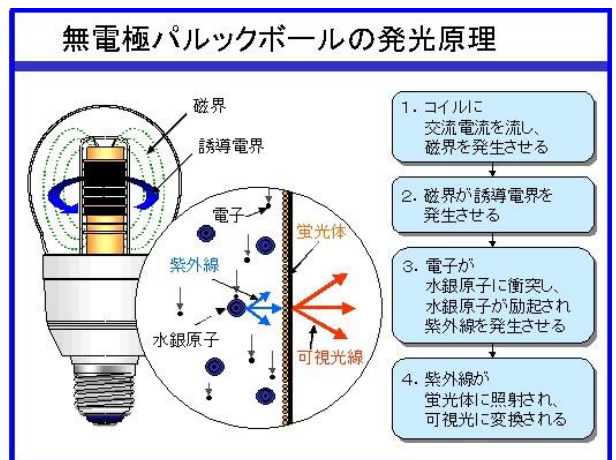 無電極パルックボールの発光原理
磁界
誘導電界
電子
蛍光体
紫外線
水銀原子
可視光線
1. コイルに
交流電流を流し、
磁界を発生させる
2. 磁界が誘導電界を
発生させる
3. 電子が
水銀原子に衝突し、
水銀原子が励起され
紫外線を発生させる
4. 紫外線が
蛍光体に照射され、
可視光に変換される